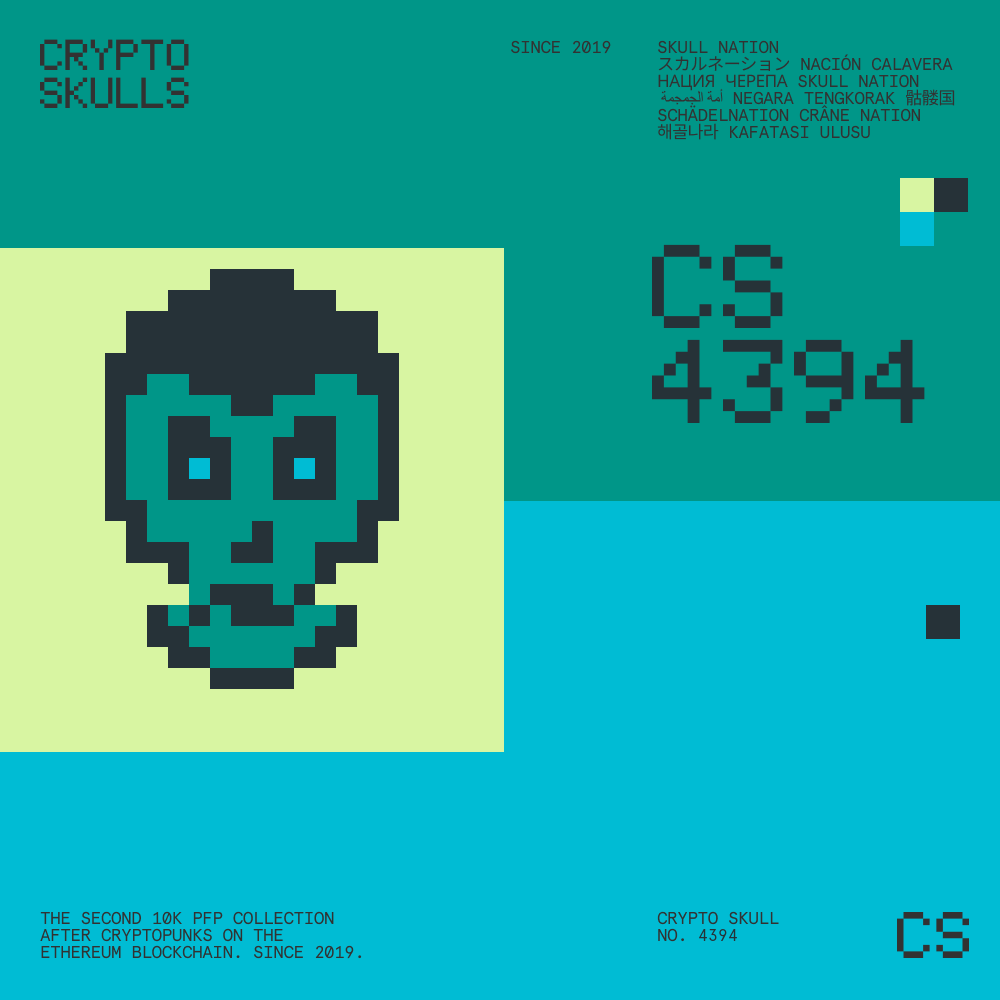 CRYPTO
SKULLS
SINCE 2019
SKULL NATION
スカルネーション NACIÓN CALAVERA
НАЦИЯ ЧЕРЕПА SKULL NATION
أمة الجمجمة NEGARA TENGKORAK 骷髅国
SCHÄDELNATION CRÂNE NATION
해골나라 KAFATASI ULUSU
CS
4394
THE SECOND 10K PFP COLLECTION
AFTER CRYPTOPUNKS ON THE
ETHEREUM BLOCKCHAIN. SINCE 2019.
CRYPTO SKULL
NO. 4394
CS